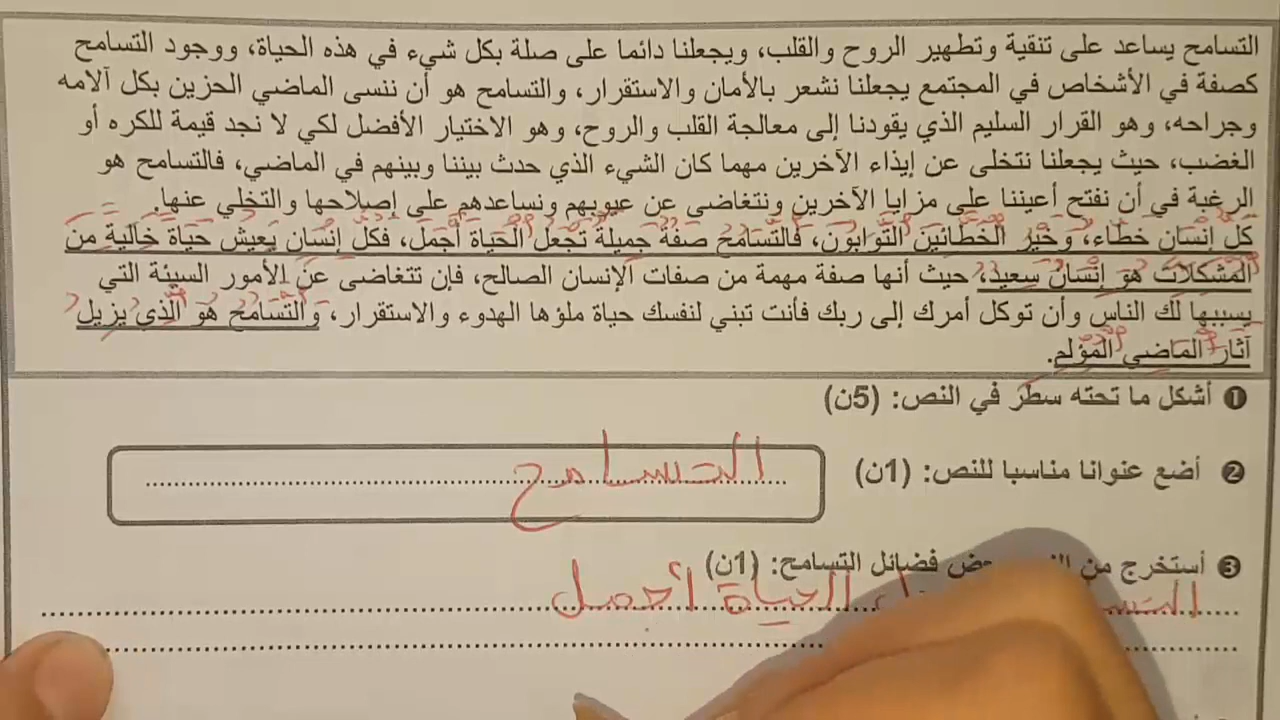 التسامح يساعد على تنقية وتطهير الروح والقلب، ويجعلنا دائما على صلة بكل شيء في هذه الحياة، ووجود التسامح
كصفة في الأشخاص في المجتمع يجعلنا نشعر بالأمان والاستقرار، والتسامح هو أن ننسى الماضي الحزين بكل آلامه
وجراحه، وهو القرار السليم الذي يقودنا إلى معالجة القلب والروح، وهو الاختيار الأفضل لكي لا نجد قيمة للكره أو
الغضب، حيث يجعلنا نتخلى عن إيذاء الآخرين مهما كان الشيء الذي حدث بيننا وبينهم في الماضي، فالتسامح هو
الرغبة في أن نفتح أعيننا على مزايا الآخرين ونتغاضى عن عيوبهم ونساعدهم على إصلاحها والتخلي عنها.
كل إنسان خطاء، وخير الخطائين التوابون، فالتسامح صفة جميلة تجعل الحياة أجمل، فكل إنسان يعيش حياة خالية من
المشكلات هو إنسان سعيد، حيث أنها صفة مهمة من صفات الإنسان الصالح، فإن تتغاضى عن الأمور السيئة التي
يسببها لك الناس وأن توكل أمرك إلى ربك فأنت تبني لنفسك حياة ملؤها الهدوء والاستقرار، والتسامح هو الذي يزيل
آثار الماضي المؤلم.
❶ أشكل ما تحته سطر في النص: (5ن)
❷ أضع عنوانا مناسبا للنص: (1ن) التسامح
❸ أستخرج من فضائل التسامح: (1ن)
الحياة أجمل